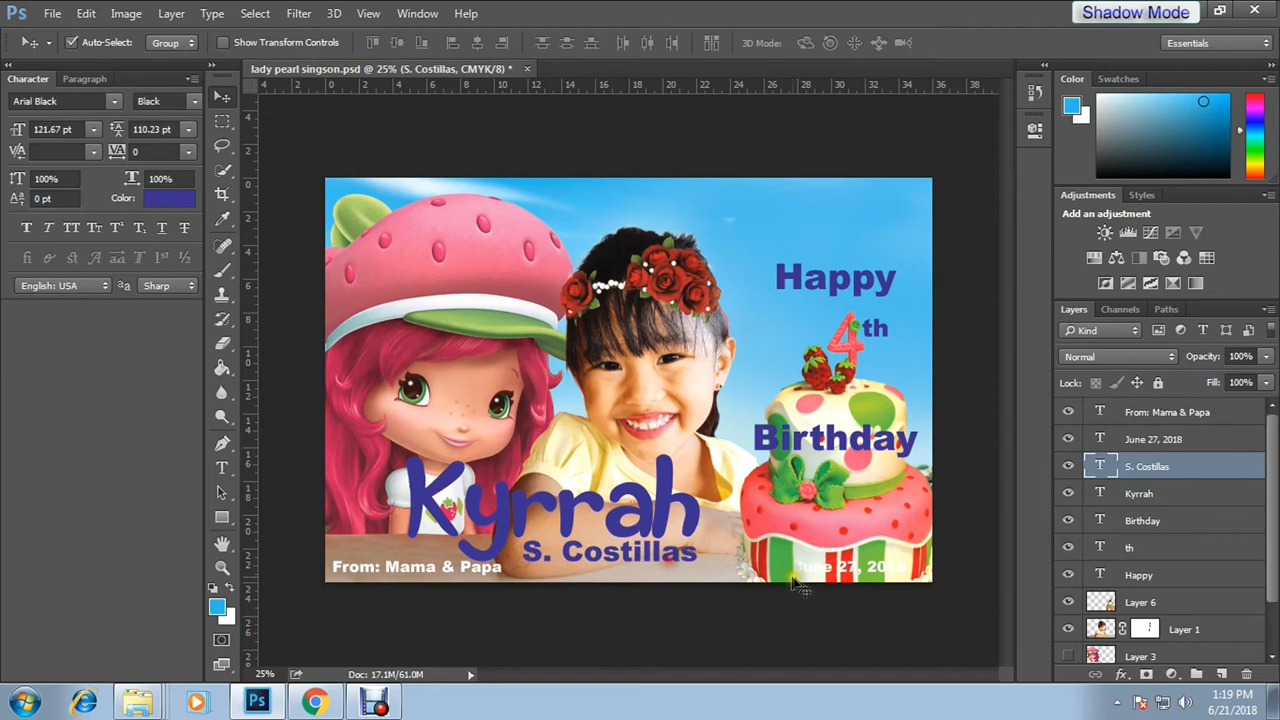 Ps File Edit Image Layer Type Select Filter 3D View Window Help
Shadow Mode
Auto-Select: Group Show Transform Controls 3D Mode: Essentials
Character Paragraph
lady pearl singson.psd @ 25% (S. Costillas, CMYK/8) *
Color Swatches
Arial Black Black
121.67 pt 110.23 pt
0
100% 100%
0 pt Color:
English: USA Sharp
Adjustments Styles
Add an adjustment
Layers Channels Paths
Kind
Normal Opacity: 100%
Lock: Fill: 100%
From: Mama & Papa
June 27, 2018
S. Costillas
Kyrrah
Birthday
th
Happy
Layer 6
Layer 1
Layer 3
Happy
4th
Birthday
Kyrrah
S. Costillas
From: Mama & Papa
June 27, 2018
25% Doc: 17.1M/61.0M
1:19 PM
6/21/2018